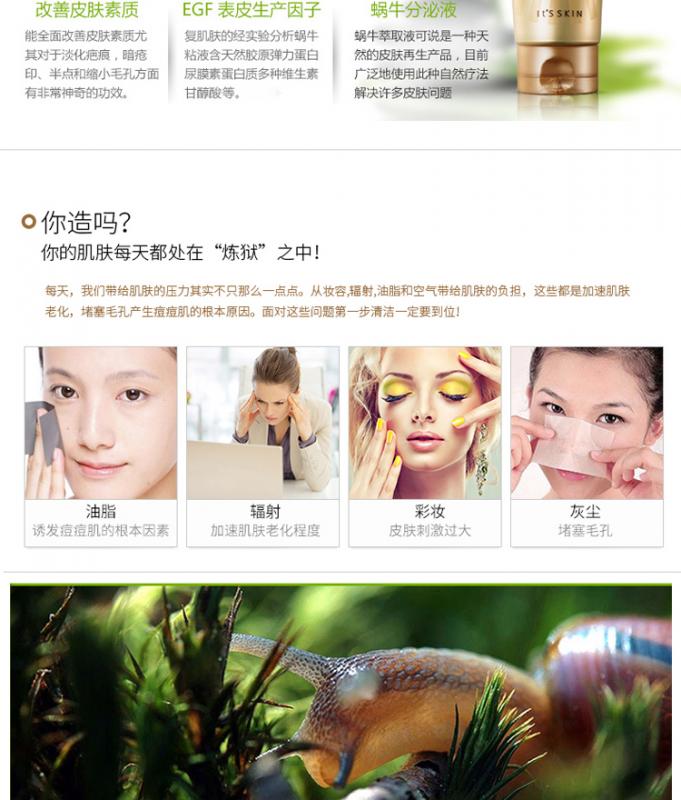 改善皮肤素质
能全面改善皮肤素质尤
其对于淡化疤痕，暗疮
印、半点和缩小毛孔方面
有非常神奇的功效。
EGF 表皮生产因子
复肌肤的经实验分析蜗牛
粘液含天然胶原弹力蛋白
尿膜素蛋白质多种维生素
甘醇酸等。
蜗牛分泌液
蜗牛萃取液可说是一种天
然的皮肤再生产品，目前
广泛地使用此种自然疗法
解决许多皮肤问题
It'S SKIN
你造吗？
你的肌肤每天都处在“炼狱”之中！
每天，我们带给肌肤的压力其实不只那么一点点。从妆容,辐射,油脂和空气带给肌肤的负担，这些都是加速肌肤
老化，堵塞毛孔产生痘痘肌的根本原因。面对这些问题第一步清洁一定要到位!
油脂
诱发痘痘肌的根本因素
辐射
加速肌肤老化程度
彩妆
皮肤刺激过大
灰尘
堵塞毛孔